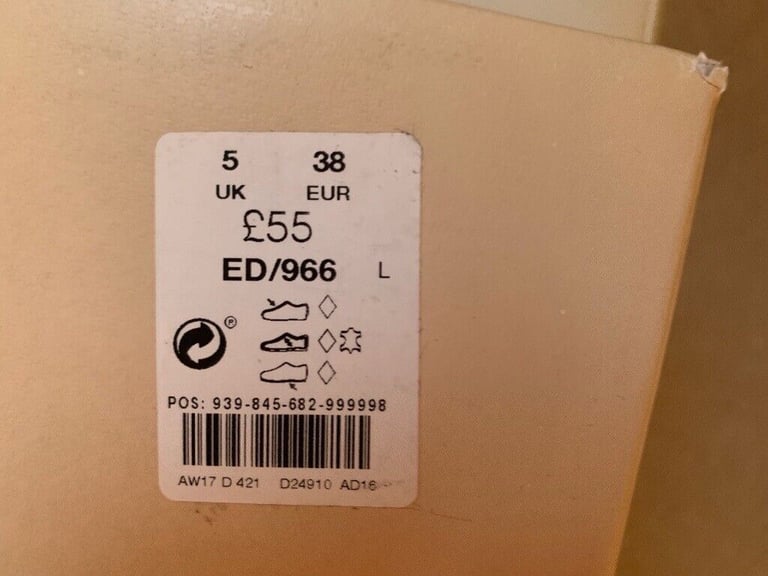 5 38
UK EUR
£55
ED/966 L
®
POS: 939-845-682-999998
AW17 D 421 D24910 AD16